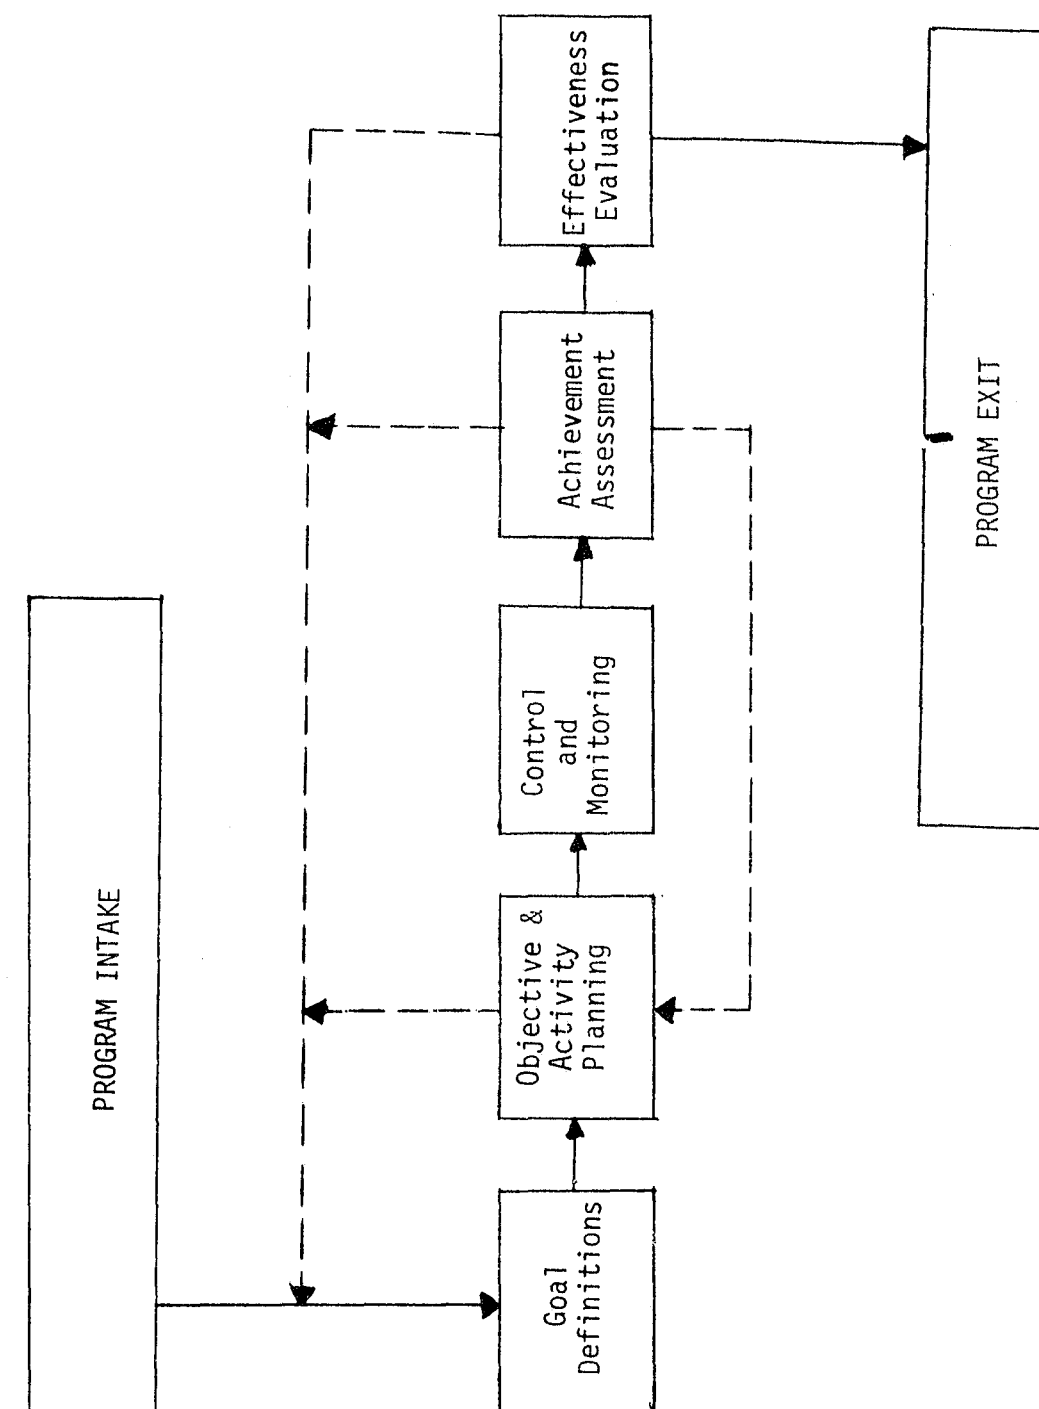 PROGRAM INTAKE
Goal
Definitions
Objective &
Activity
Planning
Control
and
Monitoring
Achievement
Assessment
Effectiveness
Evaluation
PROGRAM EXIT